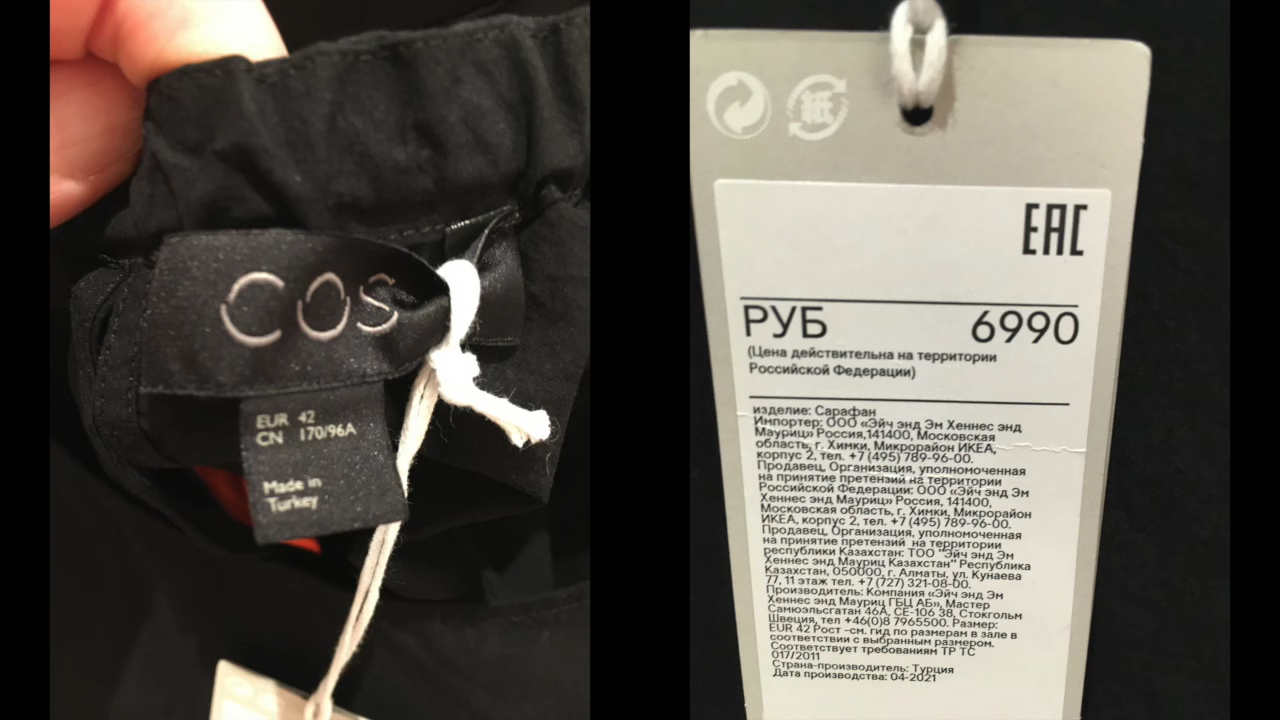 COS
EUR 42
CN 170/96A
Made in
Turkey
紙
EAC
РУБ 6990
(Цена действительна на территории
Российской Федерации)
изделие: Сарафан
Импортер: ООО «Эйч энд Эм Хеннес энд
Мауриц» Россия,141400, Московская
область, г. Химки, Микрорайон ИКЕА,
корпус 2, тел. +7 (495) 789-96-00.
Продавец, Организация, уполномоченная
на принятие претензий на территории
Российской Федерации: ООО «Эйч энд Эм
Хеннес энд Мауриц» Россия, 141400,
Московская область, г. Химки, Микрорайон
ИКЕА, корпус 2, тел. +7 (495) 789-96-00.
Продавец, Организация, уполномоченная
на принятие претензий на территории
республики Казахстан: ТОО "Эйч энд Эм
Хеннес энд Мауриц Казахстан" Республика
Казахстан, 050000, г. Алматы, ул. Кунаева
77, 11 этаж тел. +7 (727) 321-08-00.
Производитель: Компания «Эйч энд Эм
Хеннес энд Мауриц ГБЦ АБ», Мастер
Самюэльсгатан 46А, СЕ-106 38, Стокгольм
Швеция, тел +46(0)8 7965500. Размер:
EUR 42 Рост -см. гид по размерам в зале в
соответствии с выбранным размером.
Соответствует требованиям ТР ТС
017/2011
Страна-производитель: Турция
Дата производства: 04-2021